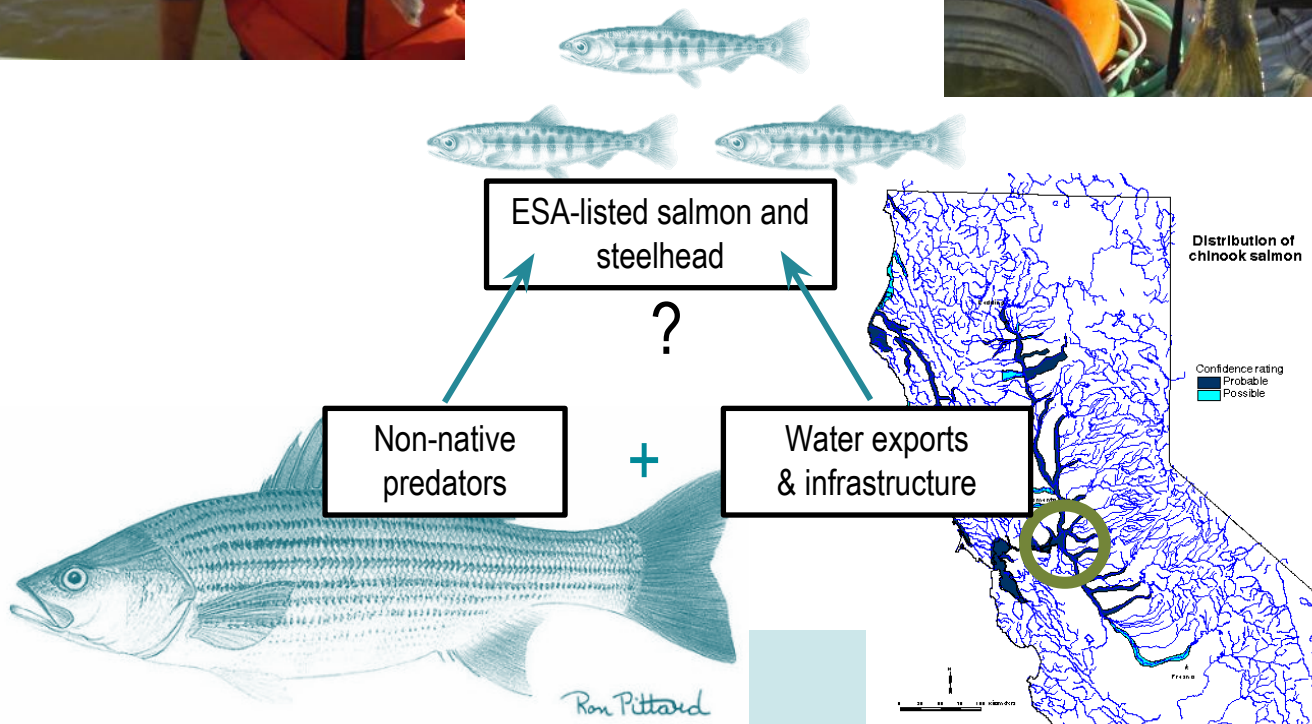 ESA-listed salmon and
steelhead
?
Distribution of
chinook salmon
Confidence rating
Probable
Possible
Non-native
predators
+
Water exports
& infrastructure
Fresno
Ron Pittard